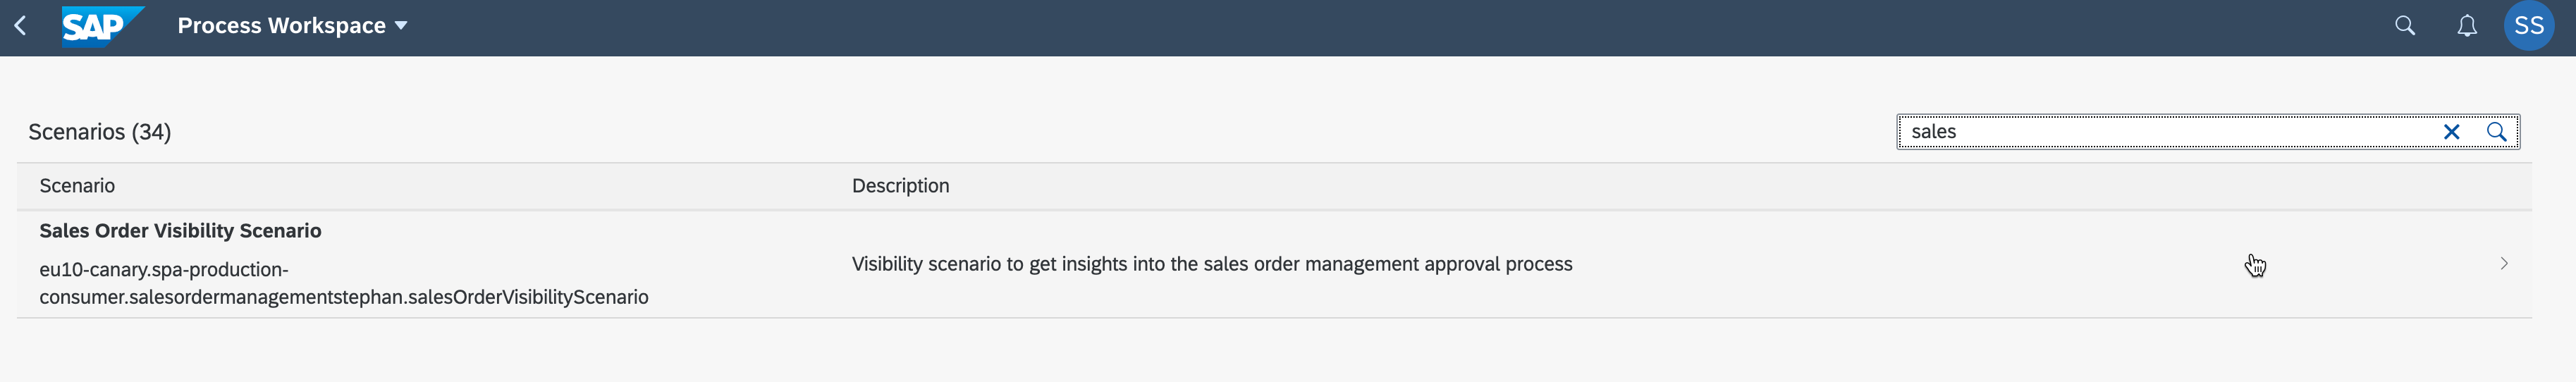 SAP Process Workspace SS
Scenarios (34) sales
Scenario Description
Sales Order Visibility Scenario
eu10-canary.spa-production-
consumer.salesordermanagementstephan.salesOrderVisibilityScenario
Visibility scenario to get insights into the sales order management approval process